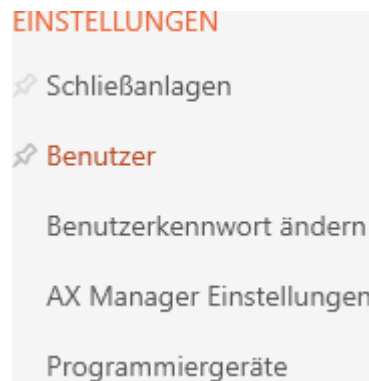 EINSTELLUNGEN
Schließanlagen
Benutzer
Benutzerkennwort ändern
AX Manager Einstellungen
Programmiergeräte